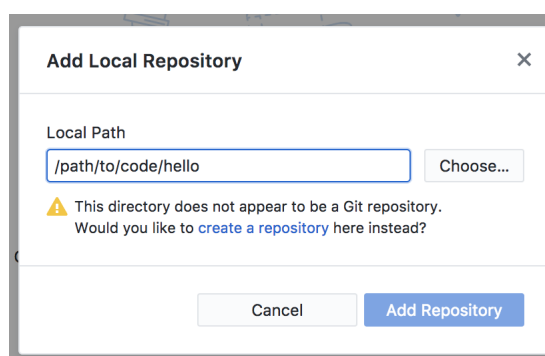 Add Local Repository
Local Path
/path/to/code/hello
Choose...
This directory does not appear to be a Git repository.
Would you like to create a repository here instead?
Cancel
Add Repository